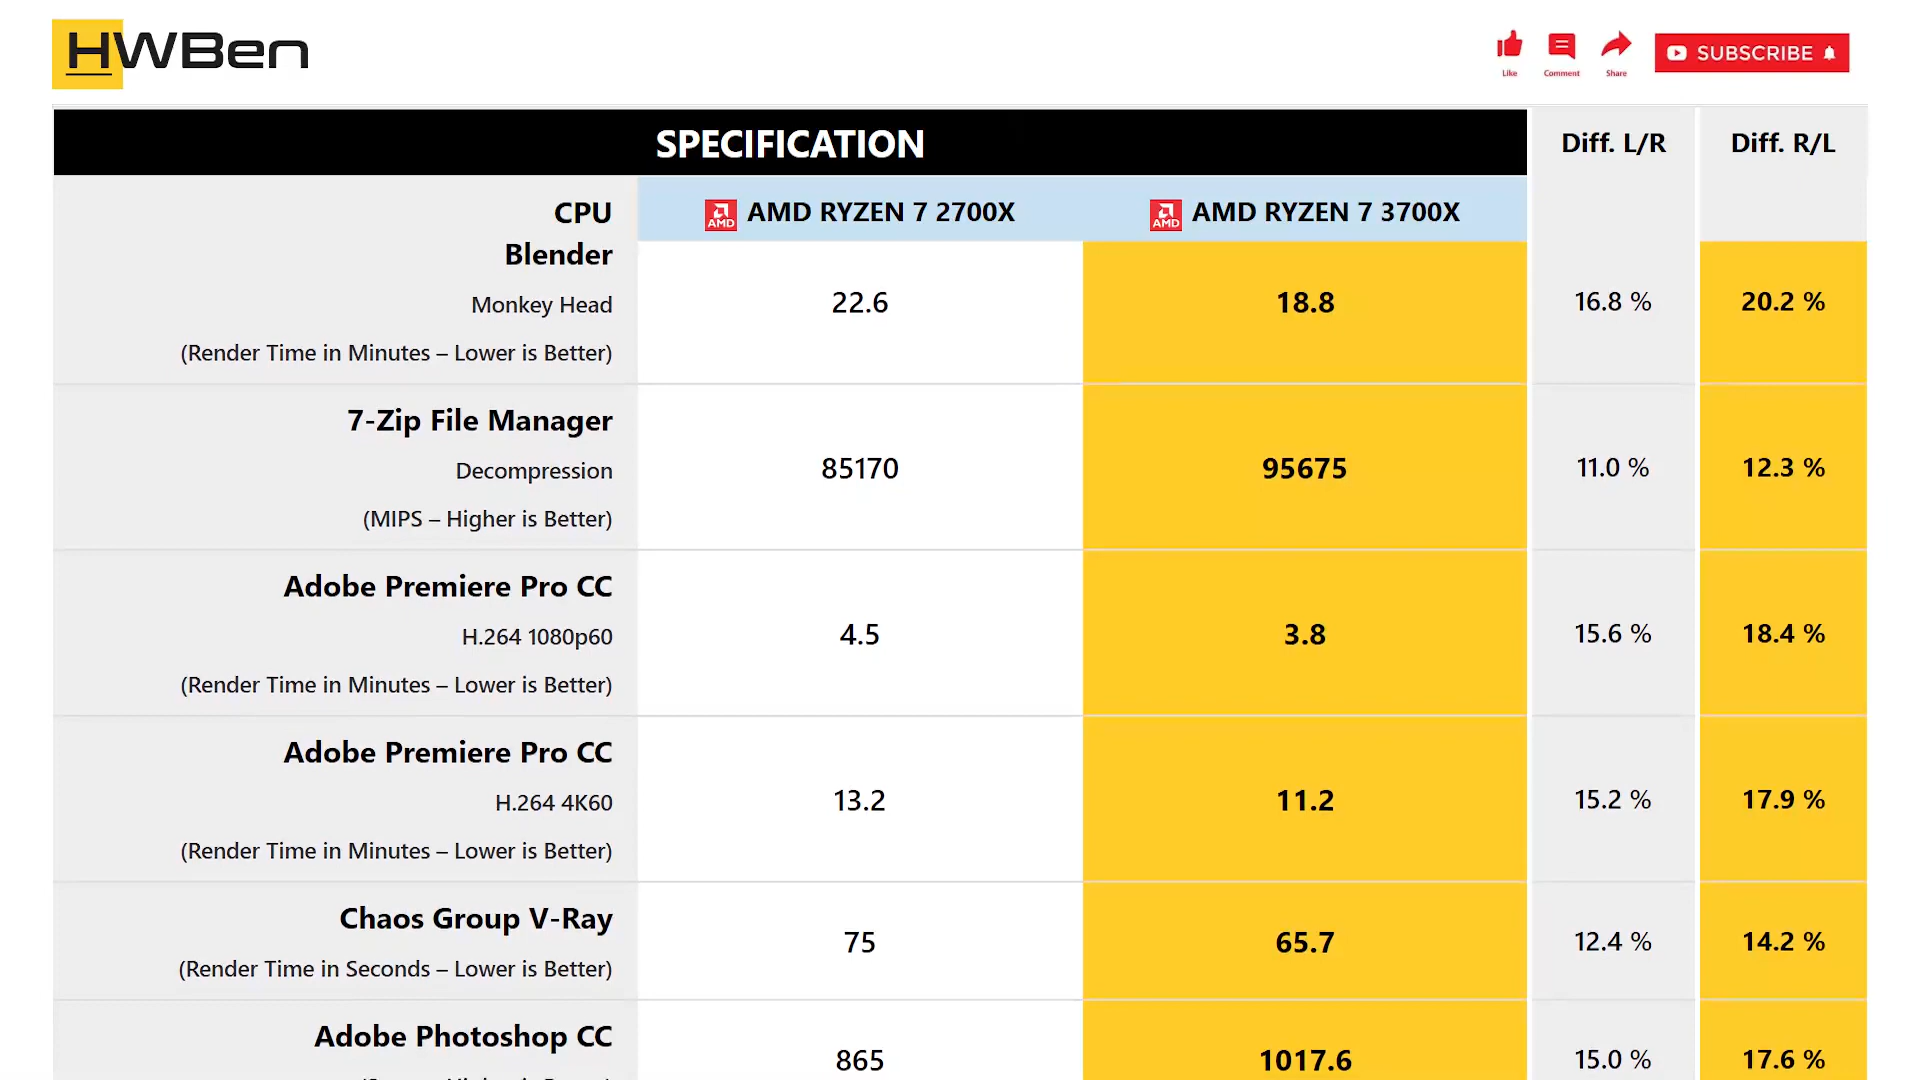 HWBen
Like
Comment
Share
SUBSCRIBE
SPECIFICATION
Diff. L/R
Diff. R/L
CPU
AMD AMD RYZEN 7 2700X
AMD AMD RYZEN 7 3700X
Blender
Monkey Head
(Render Time in Minutes – Lower is Better)
22.6
18.8
16.8 %
20.2 %
7-Zip File Manager
Decompression
(MIPS – Higher is Better)
85170
95675
11.0 %
12.3 %
Adobe Premiere Pro CC
H.264 1080p60
(Render Time in Minutes – Lower is Better)
4.5
3.8
15.6 %
18.4 %
Adobe Premiere Pro CC
H.264 4K60
(Render Time in Minutes – Lower is Better)
13.2
11.2
15.2 %
17.9 %
Chaos Group V-Ray
(Render Time in Seconds – Lower is Better)
75
65.7
12.4 %
14.2 %
Adobe Photoshop CC
865
1017.6
15.0 %
17.6 %